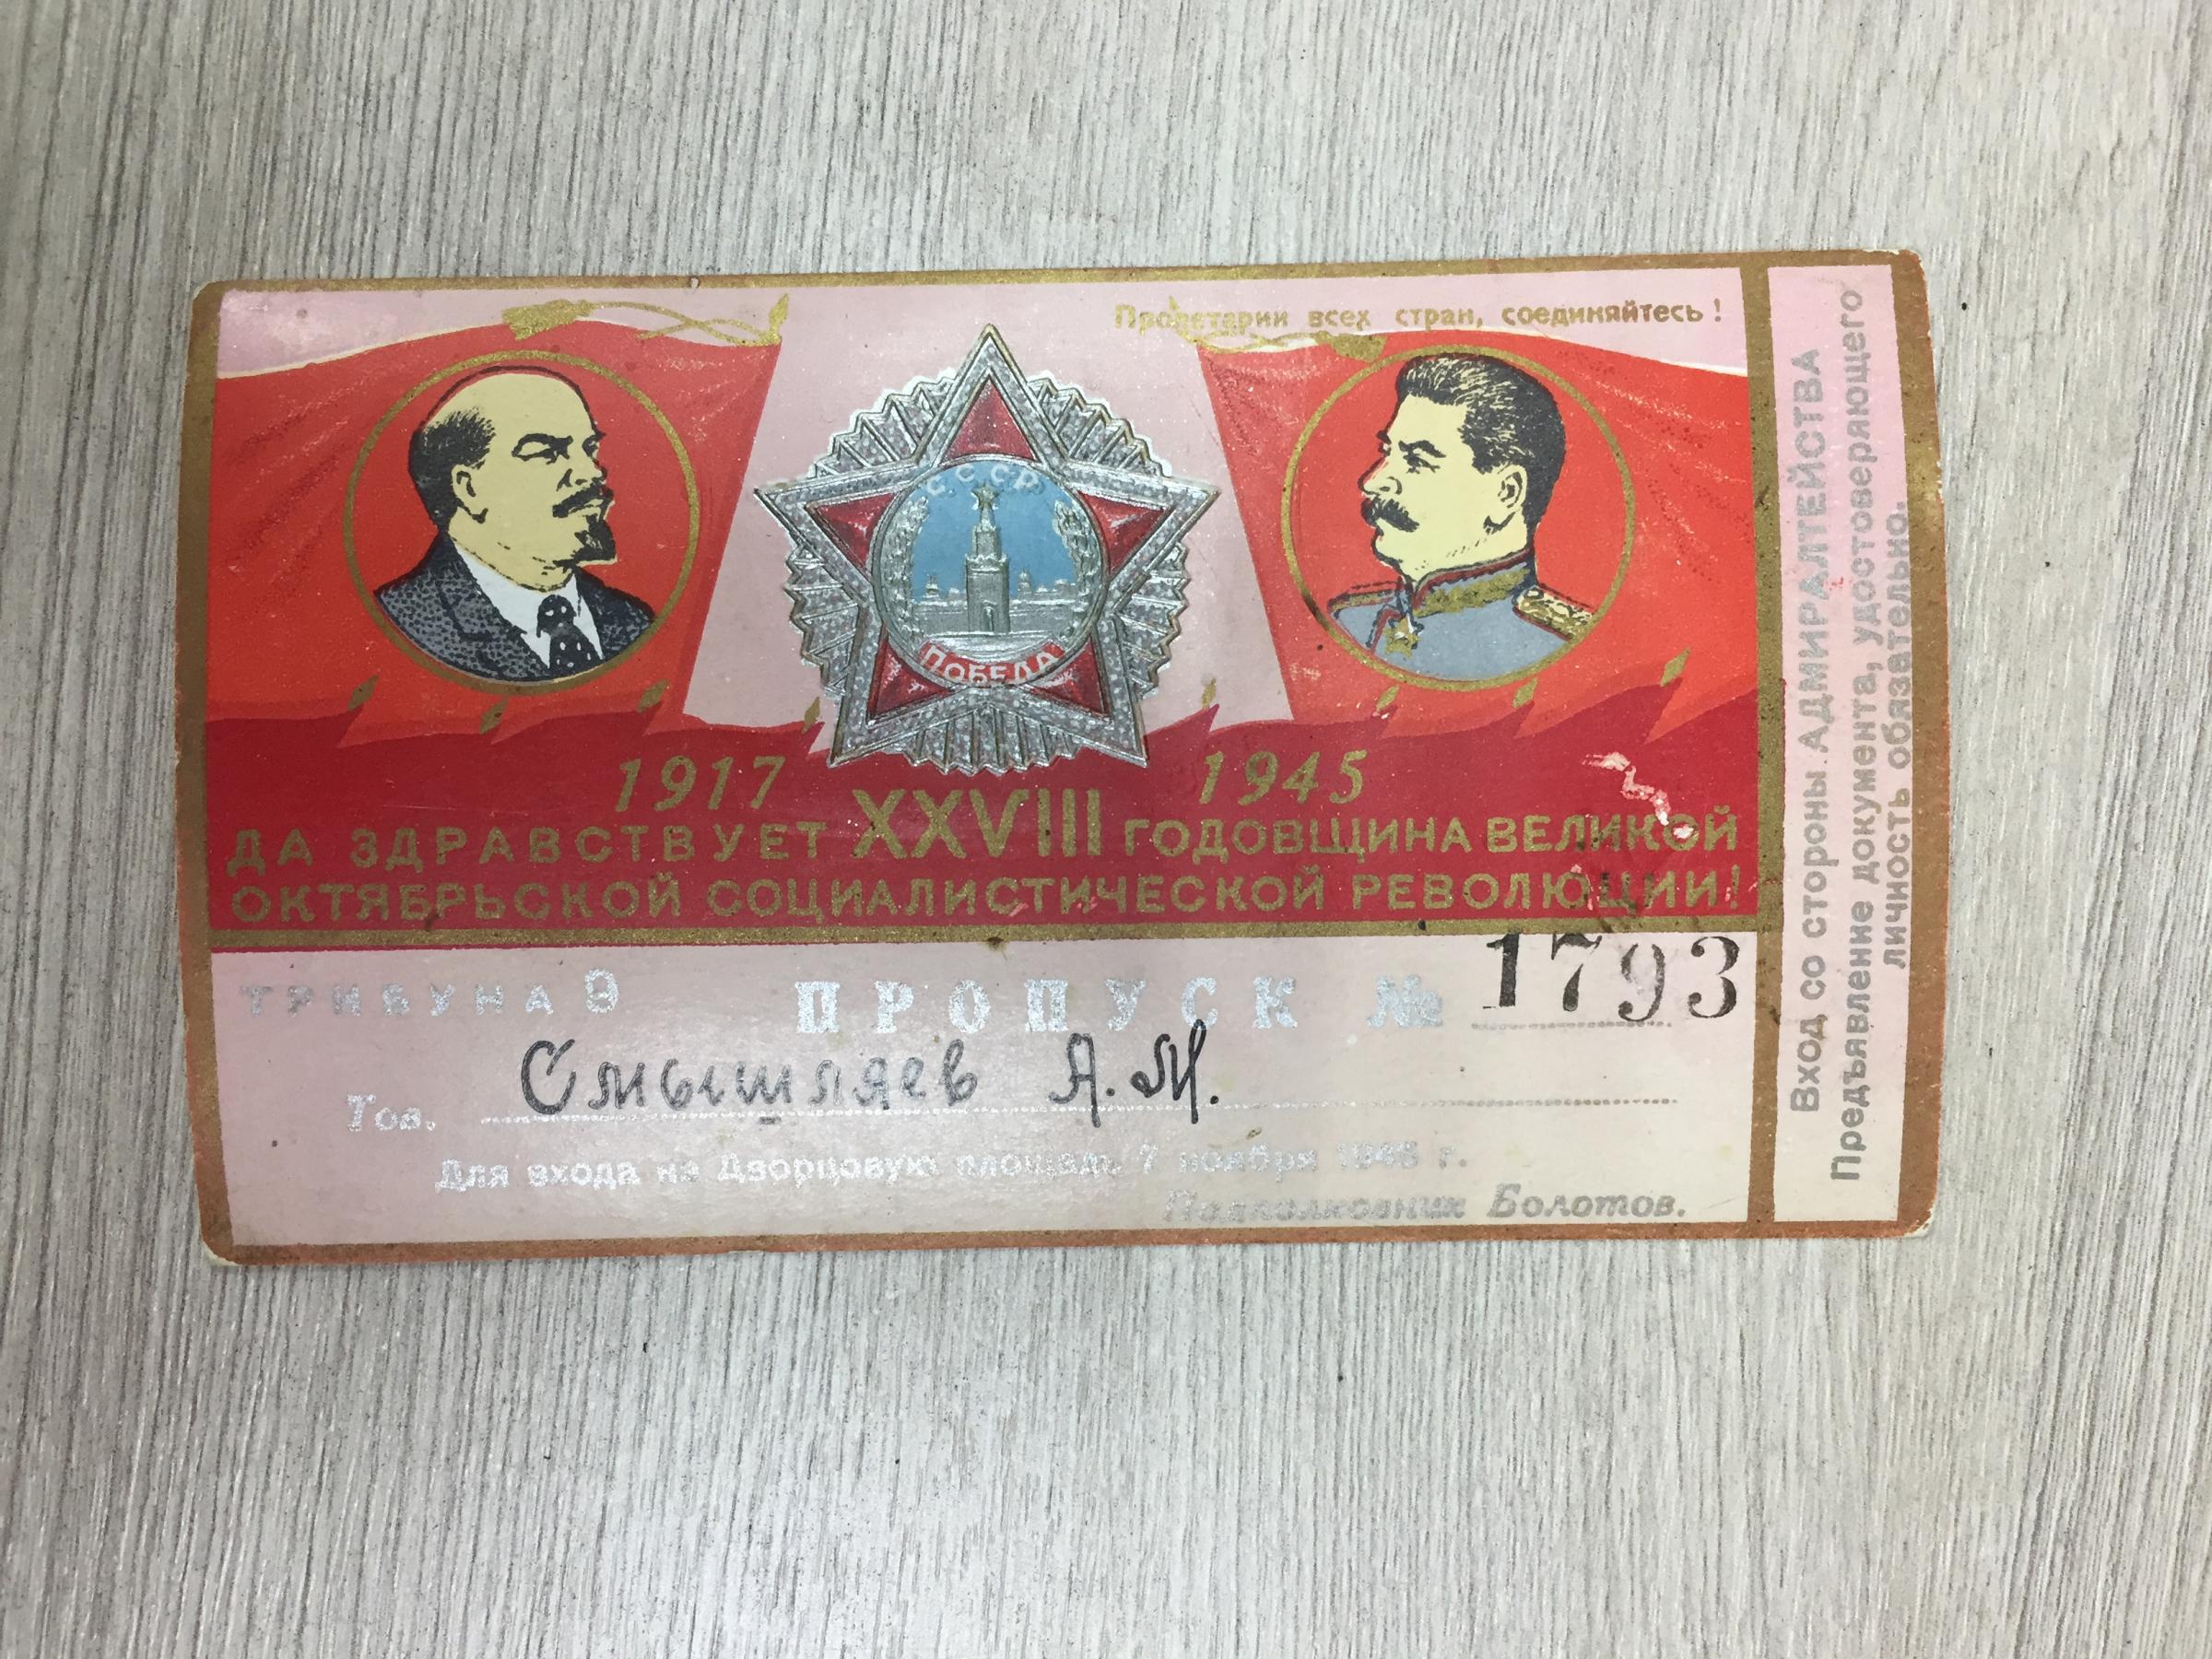 Пролетарии всех стран, соединяйтесь!
СССР
ПОБЕДА
1917 1945
ДА ЗДРАВСТВУЕТ XXVIII ГОДОВЩИНА ВЕЛИКОЙ
ОКТЯБРЬСКОЙ СОЦИАЛИСТИЧЕСКОЙ РЕВОЛЮЦИИ!
ТРИБУНА 9 ПРОПУСК № 1793
Тов. Смышляев А.М.
Для входа на Дворцовую площадь 7 ноября 1945 г.
Подполковник Болотов.
Вход со стороны АДМИРАЛТЕЙСТВА
Предъявление документа, удостоверяющего
личность обязательно.